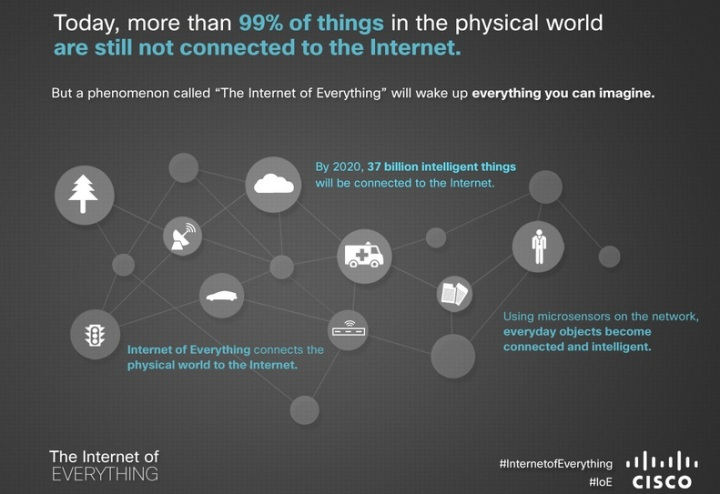 Today, more than 99% of things in the physical world
are still not connected to the Internet.
But a phenomenon called “The Internet of Everything” will wake up everything you can imagine.
By 2020, 37 billion intelligent things
will be connected to the Internet.
Using microsensors on the network,
everyday objects become
connected and intelligent.
Internet of Everything connects the
physical world to the Internet.
The Internet of
EVERYTHING
#InternetofEverything
#IoE
CISCO